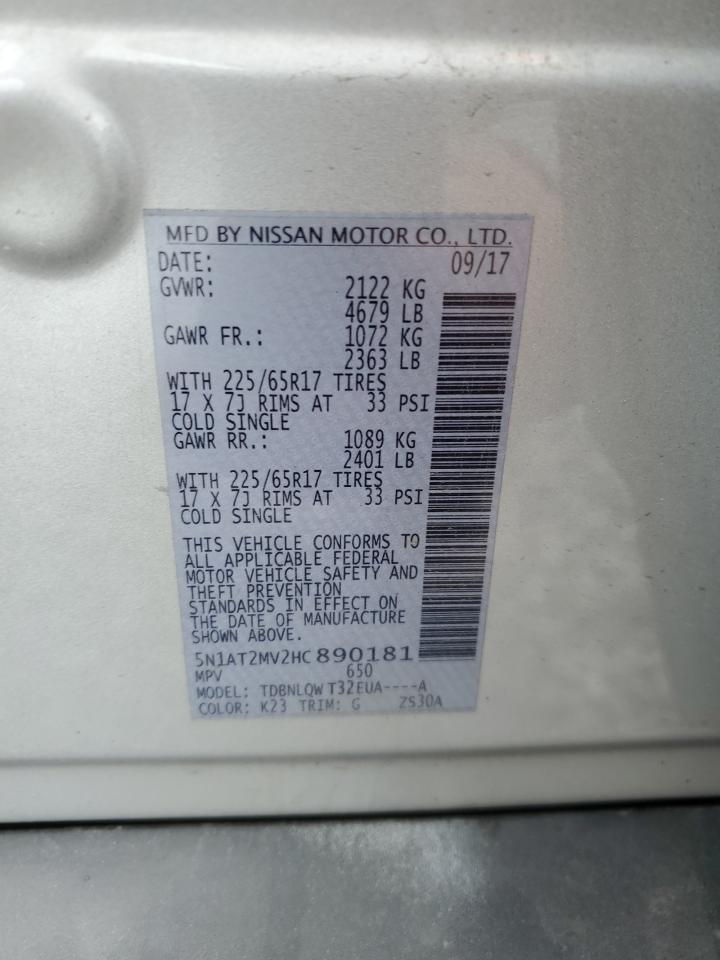 MFD BY NISSAN MOTOR CO., LTD.
DATE: 09/17
GVWR: 2122 KG
4679 LB
GAWR FR.: 1072 KG
2363 LB
WITH 225/65R17 TIRES
17 X 7J RIMS AT 33 PSI
COLD SINGLE
GAWR RR.: 1089 KG
2401 LB
WITH 225/65R17 TIRES
17 X 7J RIMS AT 33 PSI
COLD SINGLE
THIS VEHICLE CONFORMS TO
ALL APPLICABLE FEDERAL
MOTOR VEHICLE SAFETY AND
THEFT PREVENTION
STANDARDS IN EFFECT ON
THE DATE OF MANUFACTURE
SHOWN ABOVE.
5N1AT2MV2HC890181
MPV 650
MODEL: TDBNLQW T32EUA----A
COLOR: K23 TRIM: G ZS30A